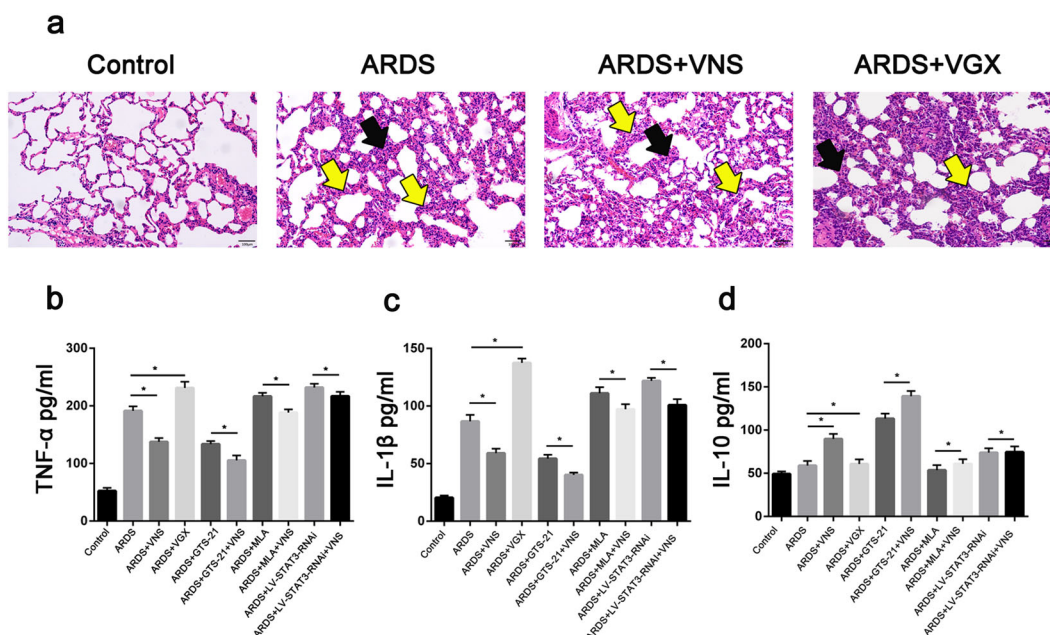 a
Control
ARDS
ARDS+VNS
ARDS+VGX
b
c
d
TNF-α pg/ml
300
200
100
0
*
*
*
*
*
Control
ARDS
ARDS+VNS
ARDS+VGX
ARDS+GTS-21
ARDS+GTS-21+VNS
ARDS+MLA
ARDS+MLA+VNS
ARDS+LV-STAT3-RNAi
ARDS+LV-STAT3-RNAi+VNS
IL-1β pg/ml
150
100
50
0
*
*
*
*
*
Control
ARDS
ARDS+VNS
ARDS+VGX
ARDS+GTS-21
ARDS+GTS-21+VNS
ARDS+MLA
ARDS+MLA+VNS
ARDS+LV-STAT3-RNAi
ARDS+LV-STAT3-RNAi+VNS
IL-10 pg/ml
200
150
100
50
0
*
*
*
*
*
Control
ARDS
ARDS+VNS
ARDS+VGX
ARDS+GTS-21
ARDS+GTS-21+VNS
ARDS+MLA
ARDS+MLA+VNS
ARDS+LV-STAT3-RNAi
ARDS+LV-STAT3-RNAi+VNS